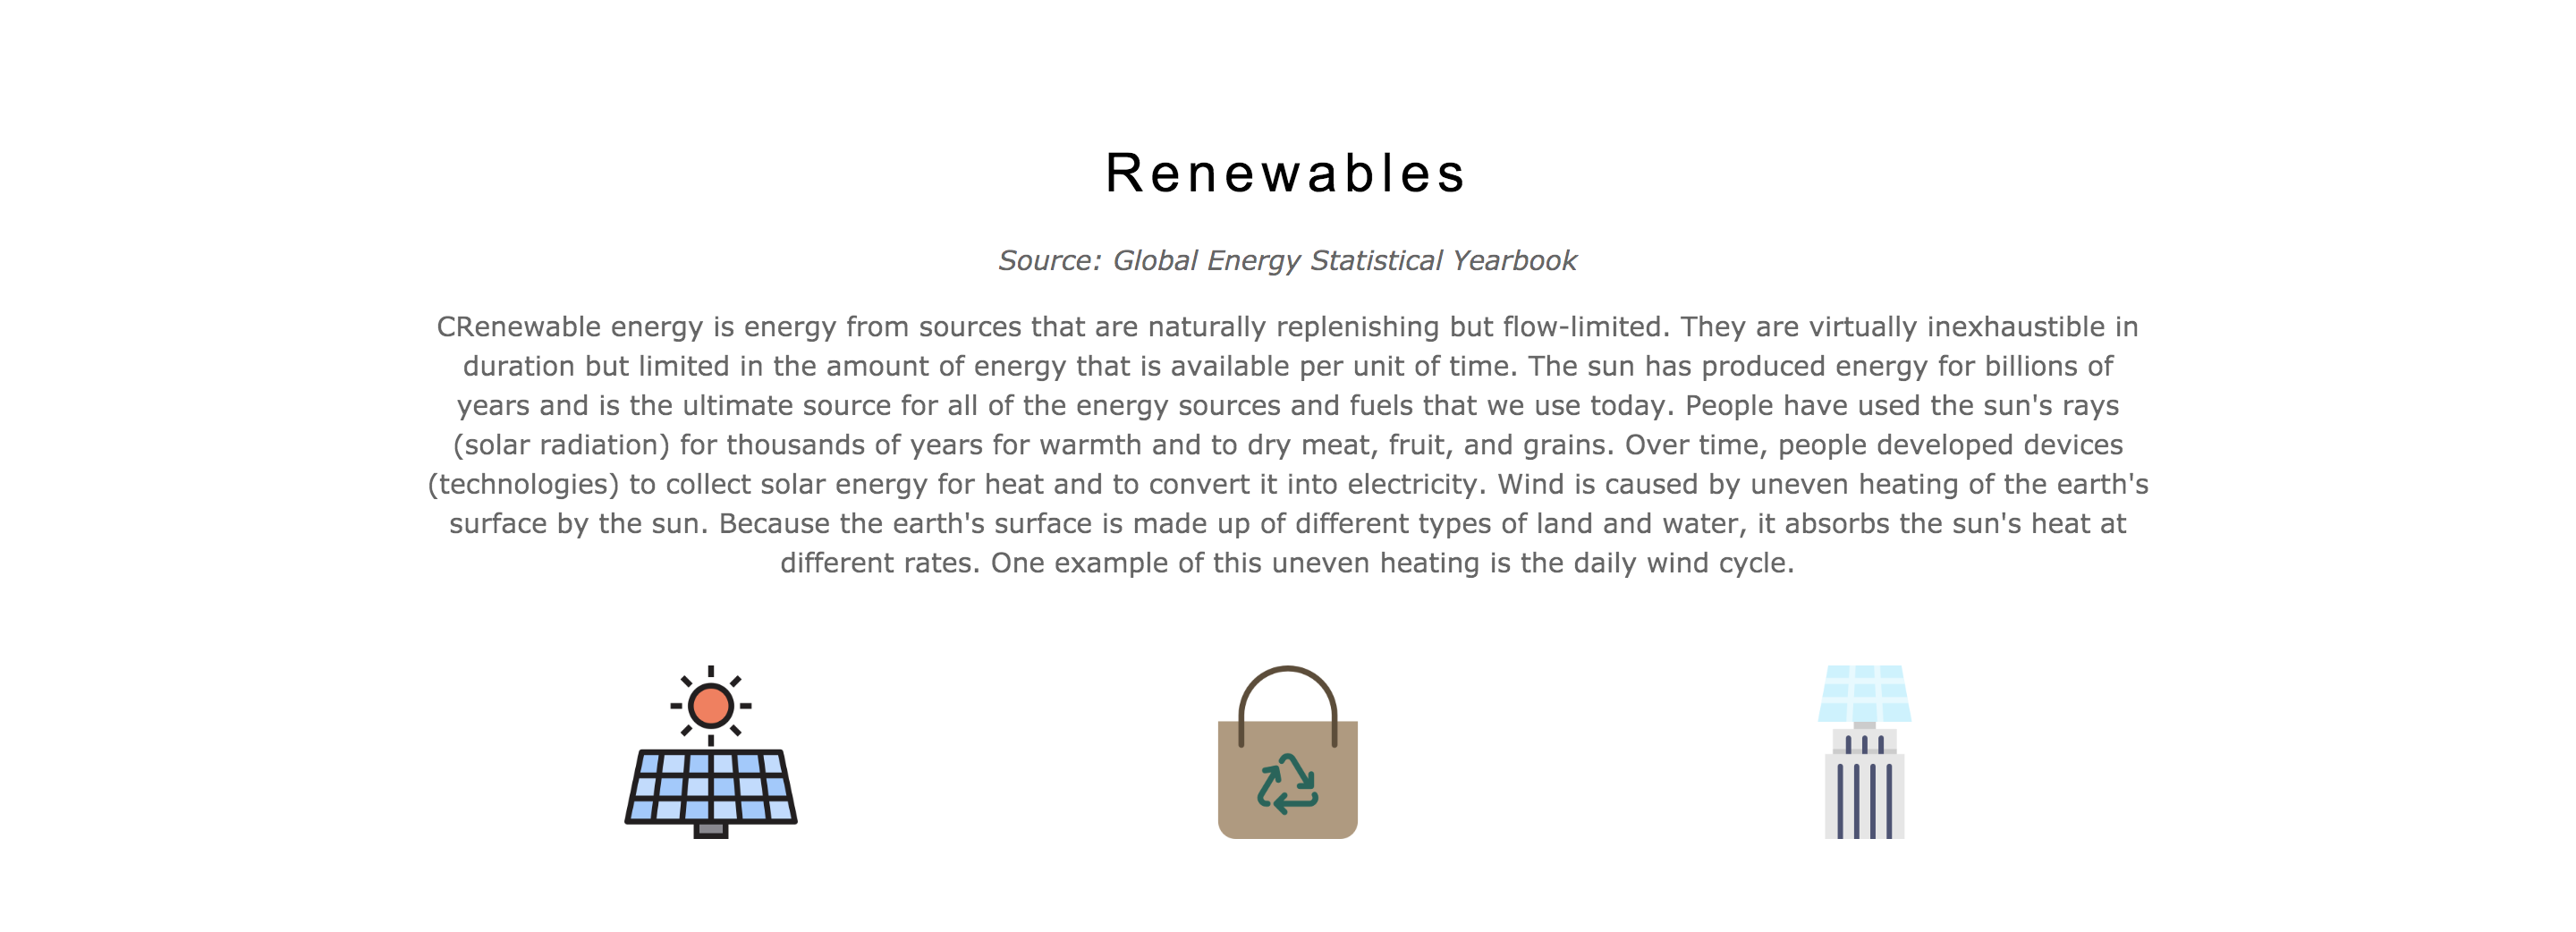 Renewables
Source: Global Energy Statistical Yearbook
CRenewable energy is energy from sources that are naturally replenishing but flow-limited. They are virtually inexhaustible in
duration but limited in the amount of energy that is available per unit of time. The sun has produced energy for billions of
years and is the ultimate source for all of the energy sources and fuels that we use today. People have used the sun's rays
(solar radiation) for thousands of years for warmth and to dry meat, fruit, and grains. Over time, people developed devices
(technologies) to collect solar energy for heat and to convert it into electricity. Wind is caused by uneven heating of the earth's
surface by the sun. Because the earth's surface is made up of different types of land and water, it absorbs the sun's heat at
different rates. One example of this uneven heating is the daily wind cycle.